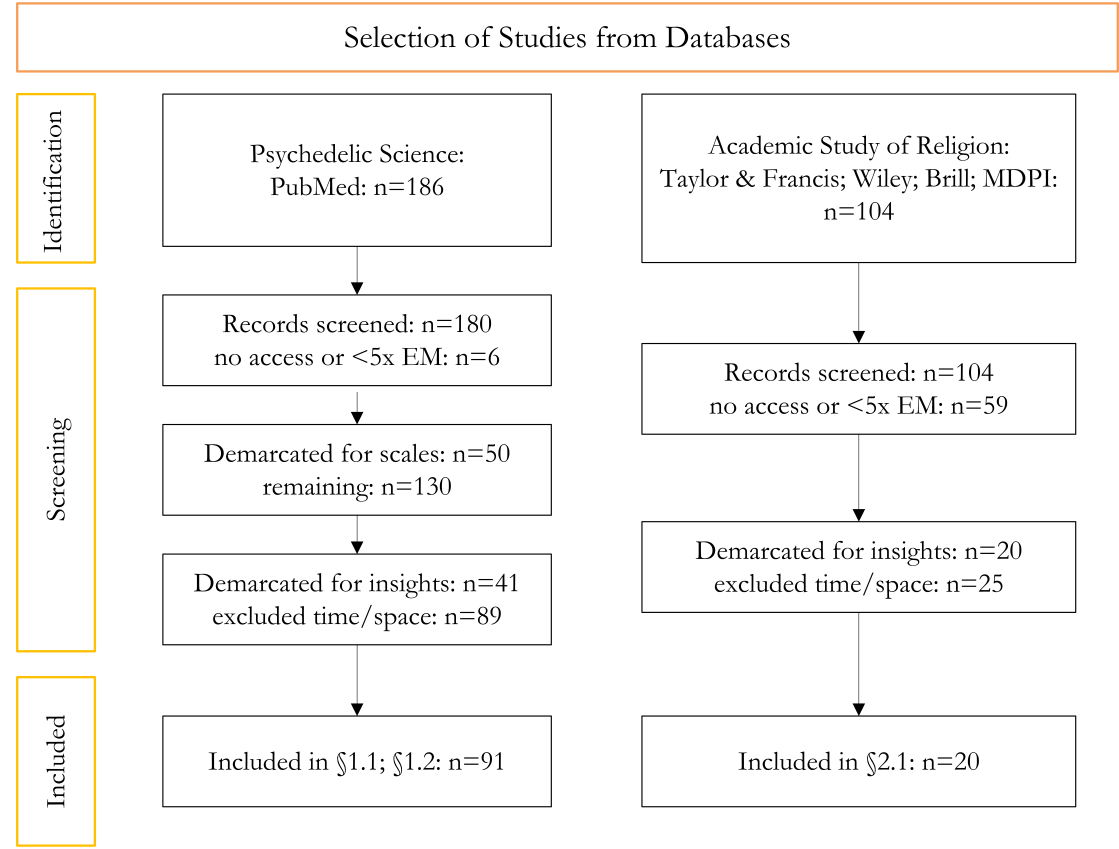 Selection of Studies from Databases
Identification
Psychedelic Science:
PubMed: n=186
Academic Study of Religion:
Taylor & Francis; Wiley; Brill; MDPI:
n=104
Screening
Records screened: n=180
no access or <5x EM: n=6
Demarcated for scales: n=50
remaining: n=130
Demarcated for insights: n=41
excluded time/space: n=89
Records screened: n=104
no access or <5x EM: n=59
Demarcated for insights: n=20
excluded time/space: n=25
Included
Included in §1.1; §1.2: n=91
Included in §2.1: n=20